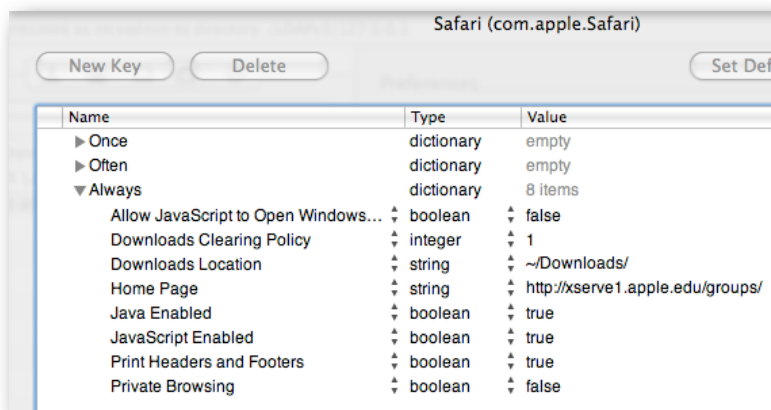 Safari (com.apple.Safari)
New Key Delete Set Def
Name Type Value
Once dictionary empty
Often dictionary empty
Always dictionary 8 items
Allow JavaScript to Open Windows... boolean false
Downloads Clearing Policy integer 1
Downloads Location string ~/Downloads/
Home Page string http://xserve1.apple.edu/groups/
Java Enabled boolean true
JavaScript Enabled boolean true
Print Headers and Footers boolean true
Private Browsing boolean false